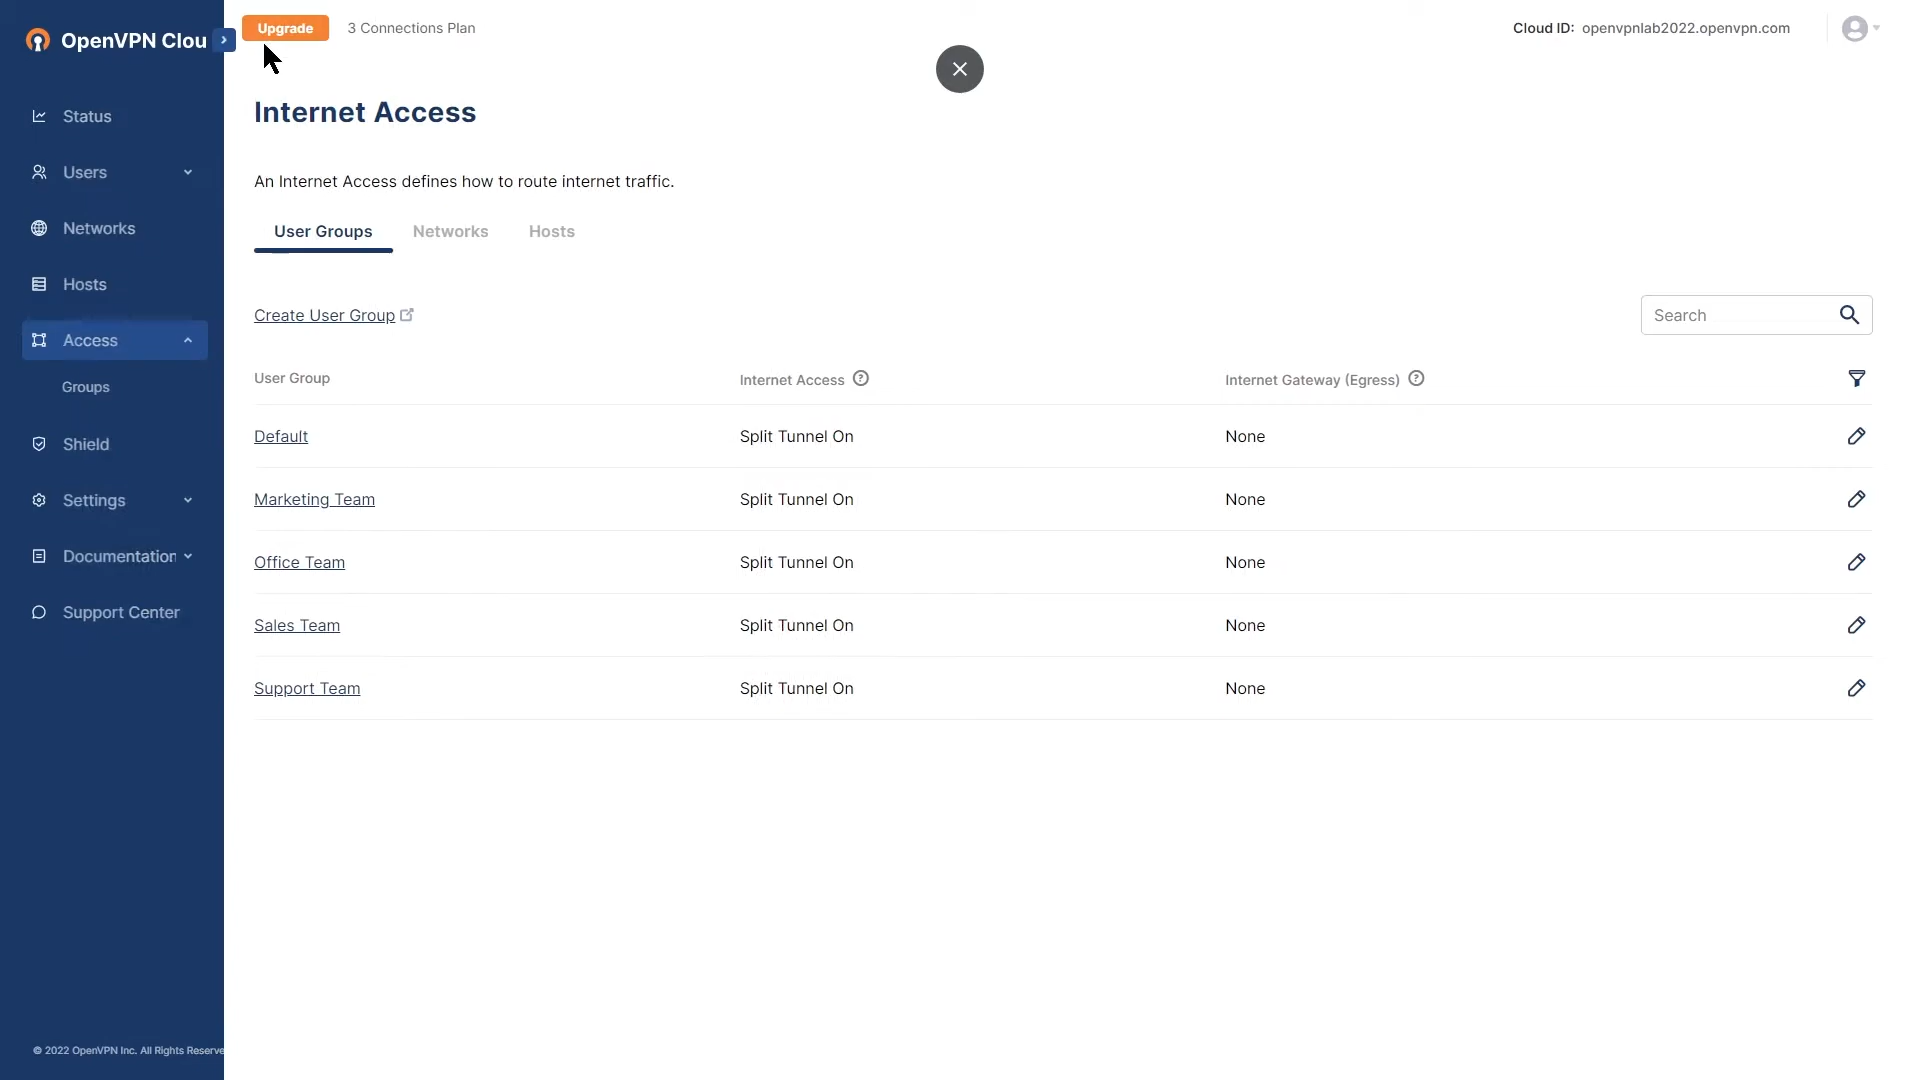 OpenVPN Clou
Upgrade
3 Connections Plan
Cloud ID: openvpnlab2022.openvpn.com
Status
Users
Networks
Hosts
Access
Groups
Shield
Settings
Documentation
Support Center
© 2022 OpenVPN Inc. All Rights Reserve
Internet Access
An Internet Access defines how to route internet traffic.
User Groups Networks Hosts
Create User Group
Search
User Group Internet Access Internet Gateway (Egress)
Default Split Tunnel On None
Marketing Team Split Tunnel On None
Office Team Split Tunnel On None
Sales Team Split Tunnel On None
Support Team Split Tunnel On None